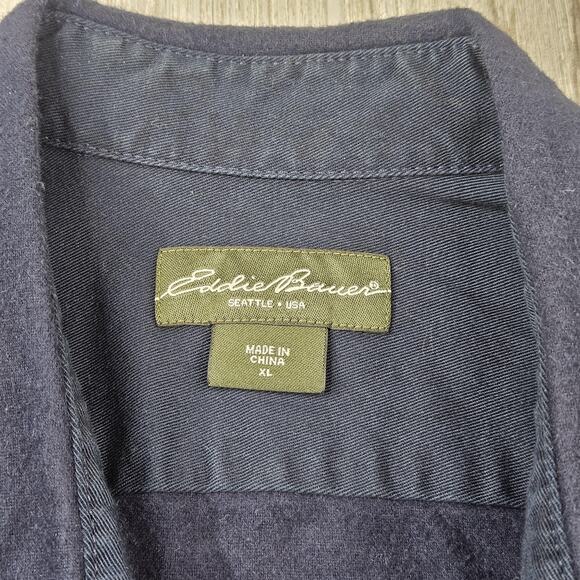 Eddie Bauer®
SEATTLE • USA
MADE IN
CHINA
XL